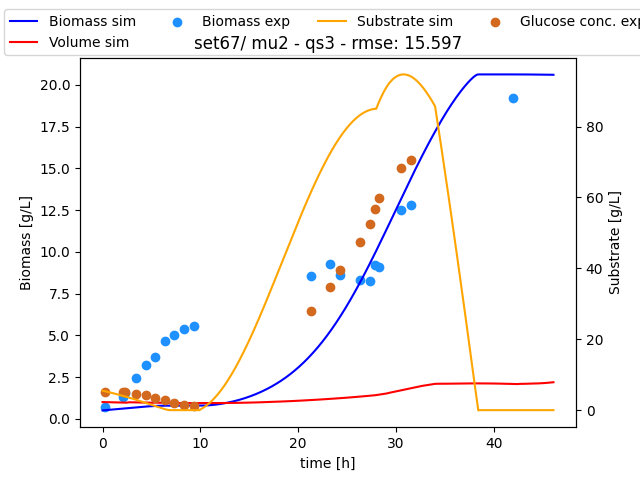 Biomass sim Biomass exp Substrate sim Glucose conc. exp
Volume sim
set67/ mu2 - qs3 - rmse: 15.597
20.0
17.5
15.0
12.5
10.0
7.5
5.0
2.5
0.0
Biomass [g/L]
80
60
40
20
0
Substrate [g/L]
0 10 20 30 40
time [h]